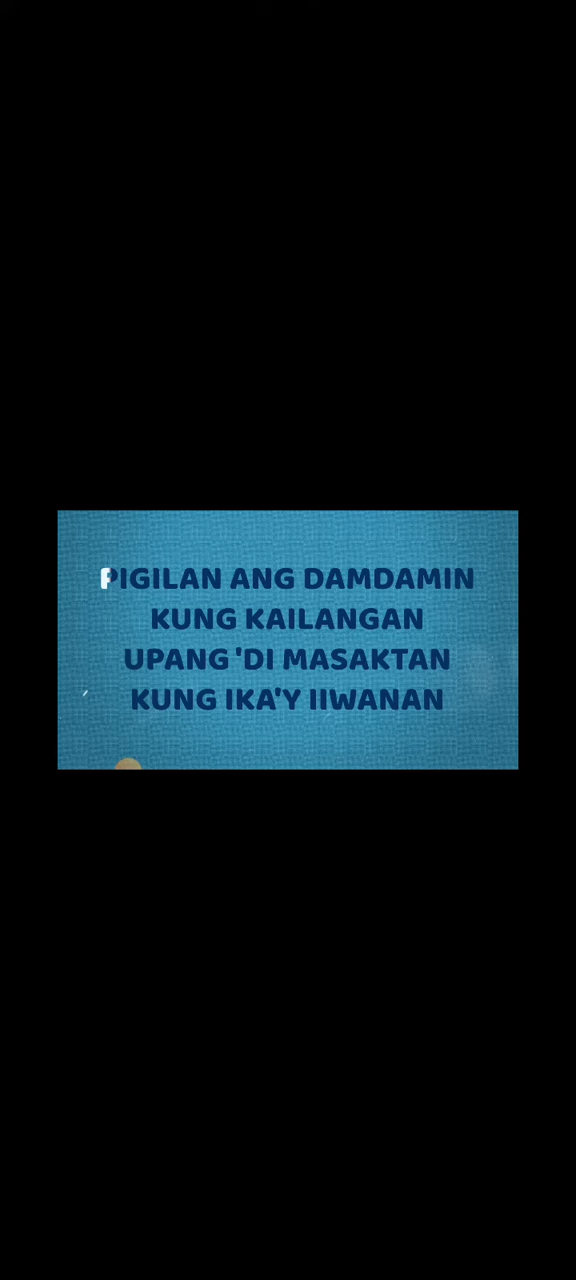 PIGILAN ANG DAMDAMIN
KUNG KAILANGAN
UPANG 'DI MASAKTAN
KUNG IKA'Y IIWANAN